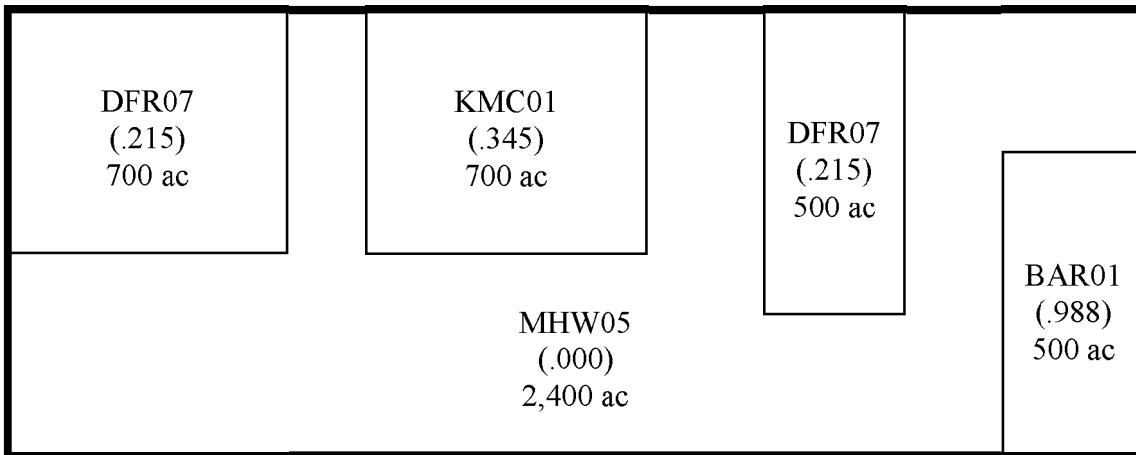 DFR07
(.215)
700 ac
KMC01
(.345)
700 ac
DFR07
(.215)
500 ac
BAR01
(.988)
500 ac
MHW05
(.000)
2,400 ac